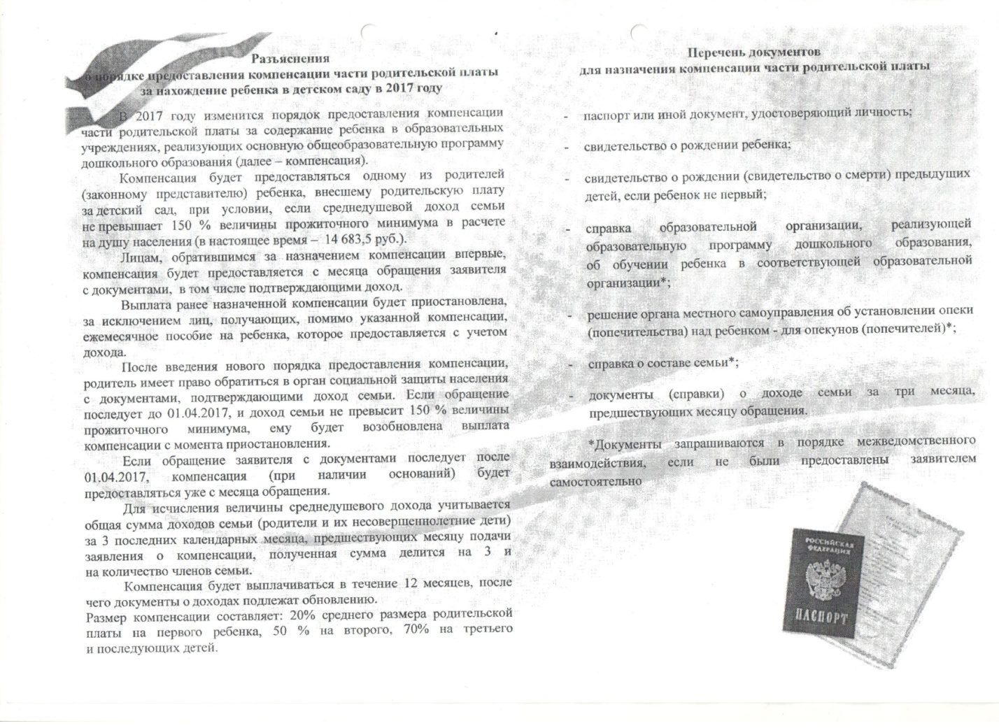 Разъяснения
о порядке предоставления компенсации части родительской платы
за нахождение ребенка в детском саду в 2017 году
В 2017 году изменится порядок предоставления компенсации
части родительской платы за содержание ребенка в образовательных
учреждениях, реализующих основную общеобразовательную программу
дошкольного образования (далее – компенсация).
Компенсация будет предоставляться одному из родителей
(законному представителю) ребенка, внесшему родительскую плату
за детский сад, при условии, если среднедушевой доход семьи
не превышает 150 % величины прожиточного минимума в расчете
на душу населения (в настоящее время – 14 683,5 руб.).
Лицам, обратившимся за назначением компенсации впервые,
компенсация будет предоставляется с месяца обращения заявителя
с документами, в том числе подтверждающими доход.
Выплата ранее назначенной компенсации будет приостановлена,
за исключением лиц, получающих, помимо указанной компенсации,
ежемесячное пособие на ребенка, которое предоставляется с учетом
дохода.
После введения нового порядка предоставления компенсации,
родитель имеет право обратиться в орган социальной защиты населения
с документами, подтверждающими доход семьи. Если обращение
последует до 01.04.2017, и доход семьи не превысит 150 % величины
прожиточного минимума, ему будет возобновлена выплата
компенсации с момента приостановления.
Если обращение заявителя с документами последует после
01.04.2017, компенсация (при наличии оснований) будет
предоставляться уже с месяца обращения.
Для исчисления величины среднедушевого дохода учитывается
общая сумма доходов семьи (родители и их несовершеннолетние дети)
за 3 последних календарных месяца, предшествующих месяцу подачи
заявления о компенсации, полученная сумма делится на 3 и
на количество членов семьи.
Компенсация будет выплачиваться в течение 12 месяцев, после
чего документы о доходах подлежат обновлению.
Размер компенсации составляет: 20% среднего размера родительской
платы на первого ребенка, 50 % на второго, 70% на третьего
и последующих детей.
Перечень документов
для назначения компенсации части родительской платы
- паспорт или иной документ, удостоверяющий личность;
- свидетельство о рождении ребенка;
- свидетельство о рождении (свидетельство о смерти) предыдущих
детей, если ребенок не первый;
- справка образовательной организации, реализующей
образовательную программу дошкольного образования,
об обучении ребенка в соответствующей образовательной
организации*;
- решение органа местного самоуправления об установлении опеки
(попечительства) над ребенком - для опекунов (попечителей)*;
- справка о составе семьи*;
- документы (справки) о доходе семьи за три месяца,
предшествующих месяцу обращения.
*Документы запрашиваются в порядке межведомственного
взаимодействия, если не были предоставлены заявителем
самостоятельно
РОССИЙСКАЯ
ФЕДЕРАЦИЯ
ПАСПОРТ